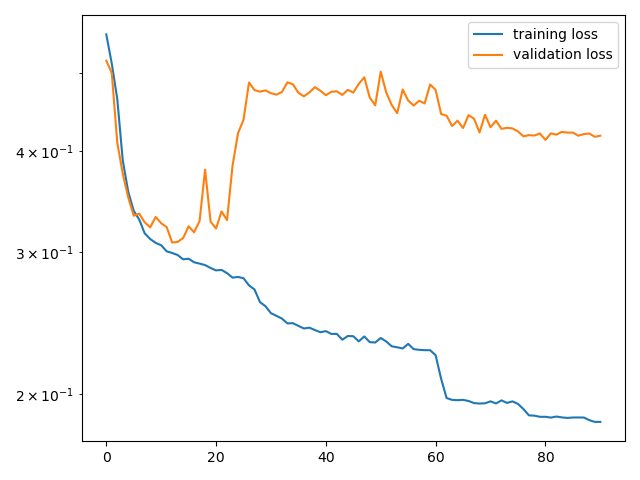 training loss
validation loss
4 × 10⁻¹
3 × 10⁻¹
2 × 10⁻¹
0 20 40 60 80